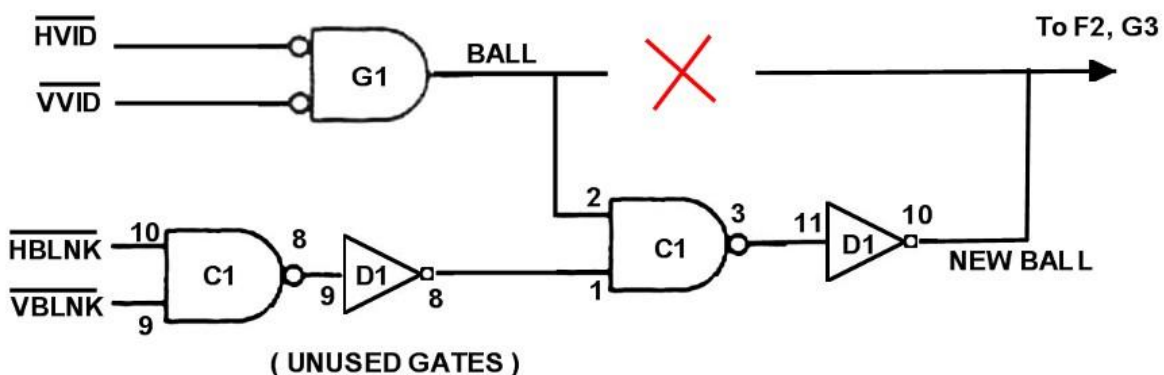 HVID
VVID
G1
BALL
To F2, G3
HBLNK
VBLNK
10
9
C1
8
9
D1
8
2
1
C1
3
11
D1
10
NEW BALL
( UNUSED GATES )